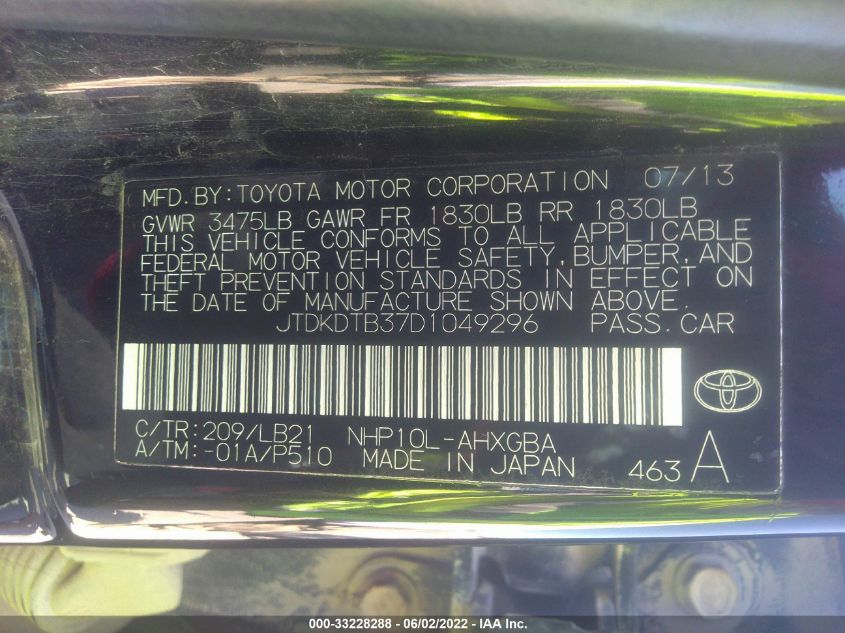 MFD.BY:TOYOTA MOTOR CORPORATION 07/13
GVWR 3475LB GAWR FR 1830LB RR 1830LB
THIS VEHICLE CONFORMS TO ALL APPLICABLE
FEDERAL MOTOR VEHICLE SAFETY,BUMPER,AND
THEFT PREVENTION STANDARDS IN EFFECT ON
THE DATE OF MANUFACTURE SHOWN ABOVE.
JTDKDTB37D1049296 PASS.CAR
C/TR:209/LB21 NHP10L-AHXGBA
A/TM:-01A/P510 MADE IN JAPAN 463 A
000-33228288 - 06/02/2022 - IAA Inc.